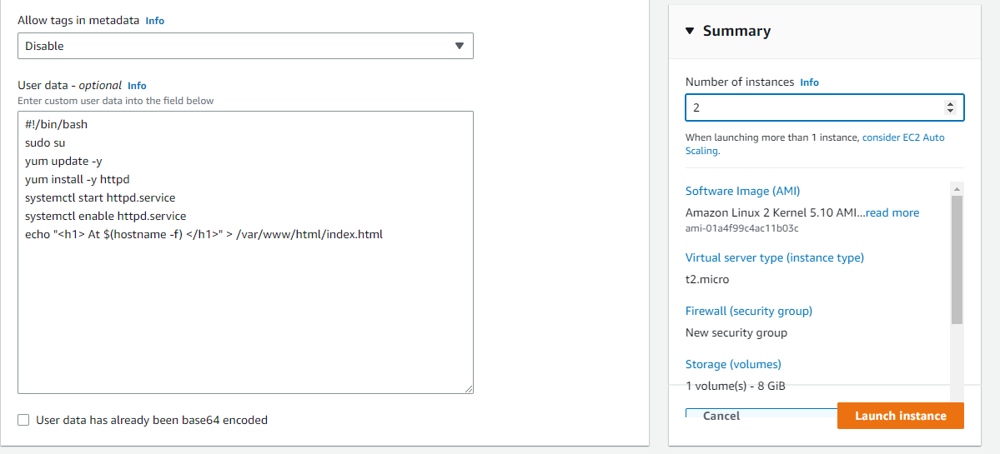 Allow tags in metadata Info
Disable
User data - optional Info
Enter custom user data into the field below
#!/bin/bash
sudo su
yum update -y
yum install -y httpd
systemctl start httpd.service
systemctl enable httpd.service
echo "<h1> At $(hostname -f) </h1>" > /var/www/html/index.html
User data has already been base64 encoded
Summary
Number of instances Info
2
When launching more than 1 instance, consider EC2 Auto
Scaling.
Software Image (AMI)
Amazon Linux 2 Kernel 5.10 AMI...read more
ami-01a4f99c4ac11b03c
Virtual server type (instance type)
t2.micro
Firewall (security group)
New security group
Storage (volumes)
1 volume(s) - 8 GiB
Cancel
Launch instance